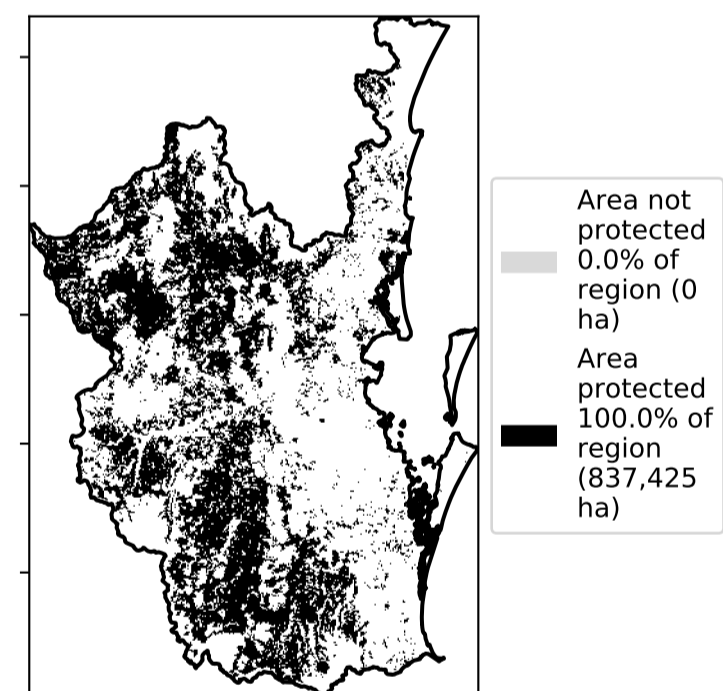 Area not
protected
0.0% of
region (0
ha)
Area
protected
100.0% of
region
(837,425
ha)